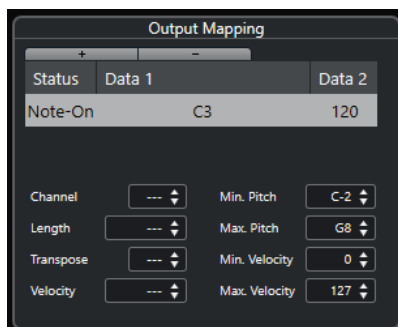 Output Mapping
+ −
Status Data 1 Data 2
Note-On C3 120
Channel --- Min. Pitch C-2
Length --- Max. Pitch G8
Transpose --- Min. Velocity 0
Velocity --- Max. Velocity 127